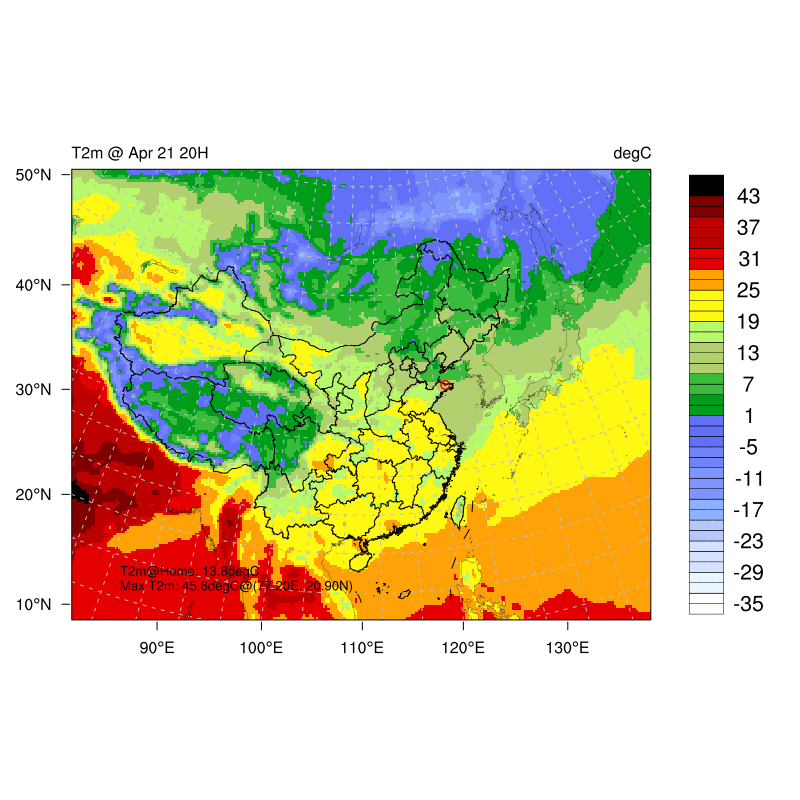 T2m @ Apr 21 20H
degC
50°N
40°N
30°N
20°N
10°N
90°E
100°E
110°E
120°E
130°E
T2m@Home: 13.8degC
Max T2m: 45.6degC@(77.20E, 20.90N)
43
37
31
25
19
13
7
1
-5
-11
-17
-23
-29
-35